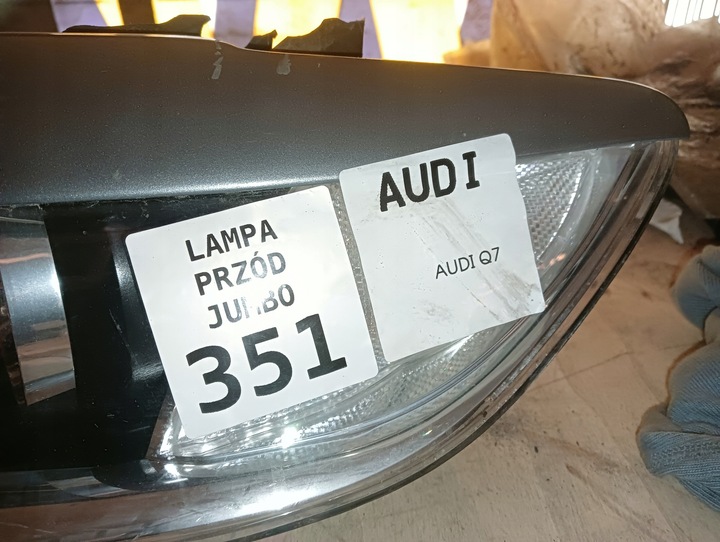 LAMPA
PRZÓD
JUMBO
351
AUDI
AUDI Q7